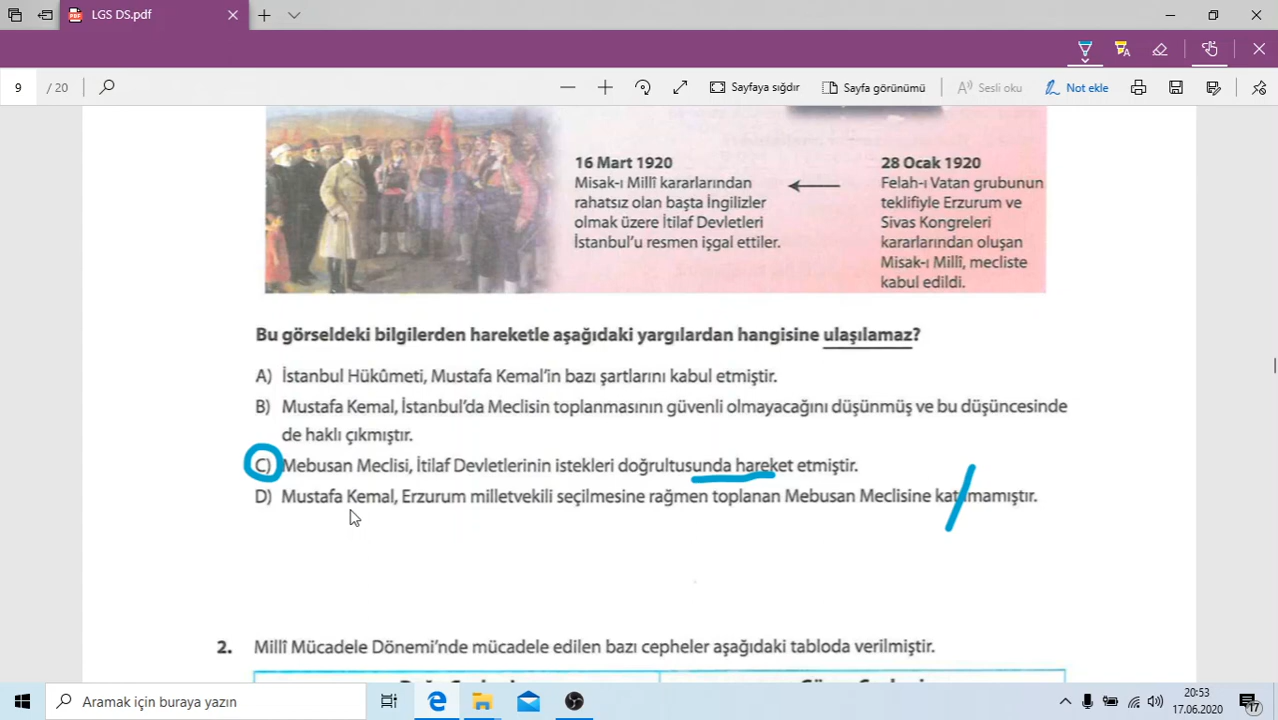 LGS DS.pdf
9 / 20
Sayfaya sığdır
Sayfa görünümü
Sesli oku
Not ekle
16 Mart 1920
Misak-ı Millî kararlarından
rahatsız olan başta İngilizler
olmak üzere İtilaf Devletleri
İstanbul'u resmen işgal ettiler.
28 Ocak 1920
Felah-ı Vatan grubunun
teklifiyle Erzurum ve
Sivas Kongreleri
kararlarından oluşan
Misak-ı Millî, mecliste
kabul edildi.
Bu görseldeki bilgilerden hareketle aşağıdaki yargılardan hangisine ulaşılamaz?
A) İstanbul Hükûmeti, Mustafa Kemal'in bazı şartlarını kabul etmiştir.
B) Mustafa Kemal, İstanbul'da Meclisin toplanmasının güvenli olmayacağını düşünmüş ve bu düşüncesinde
de haklı çıkmıştır.
C) Mebusan Meclisi, İtilaf Devletlerinin istekleri doğrultusunda hareket etmiştir.
D) Mustafa Kemal, Erzurum milletvekili seçilmesine rağmen toplanan Mebusan Meclisine katılmamıştır.
2. Millî Mücadele Dönemi'nde mücadele edilen bazı cepheler aşağıdaki tabloda verilmiştir.
Aramak için buraya yazın
20:53
17.06.2020
17